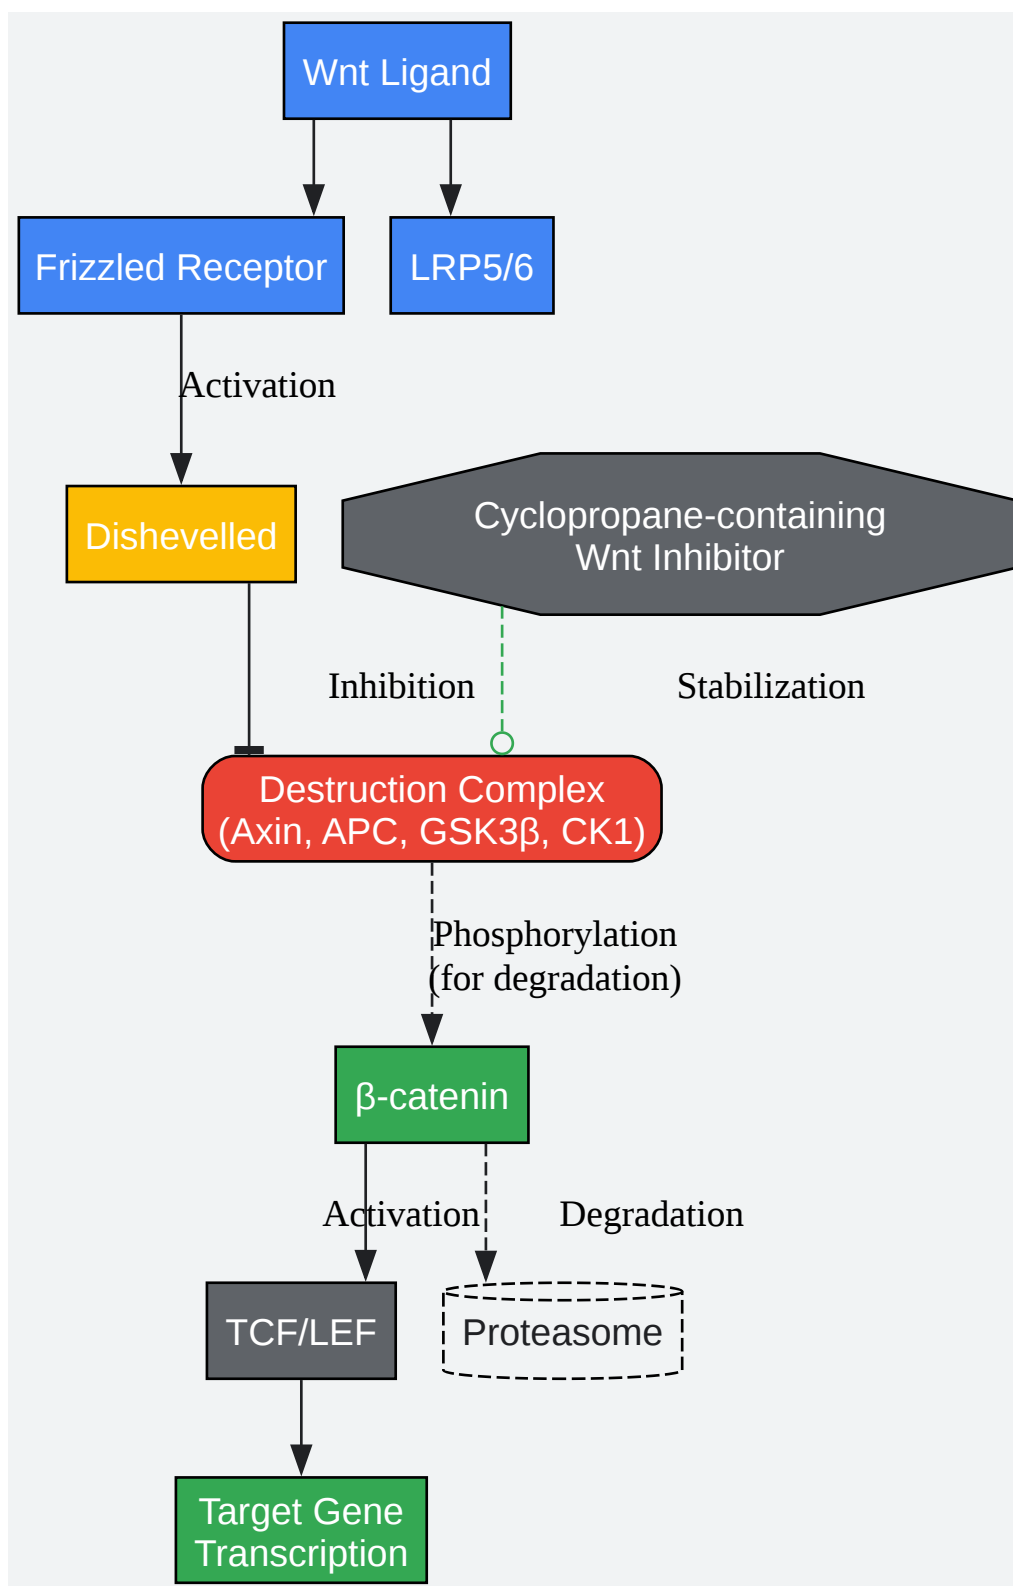 Wnt Ligand
Frizzled Receptor
LRP5/6
Activation
Dishevelled
Cyclopropane-containing
Wnt Inhibitor
Inhibition
Stabilization
Destruction Complex
(Axin, APC, GSK3β, CK1)
Phosphorylation
(for degradation)
β-catenin
Activation
Degradation
TCF/LEF
Proteasome
Target Gene
Transcription